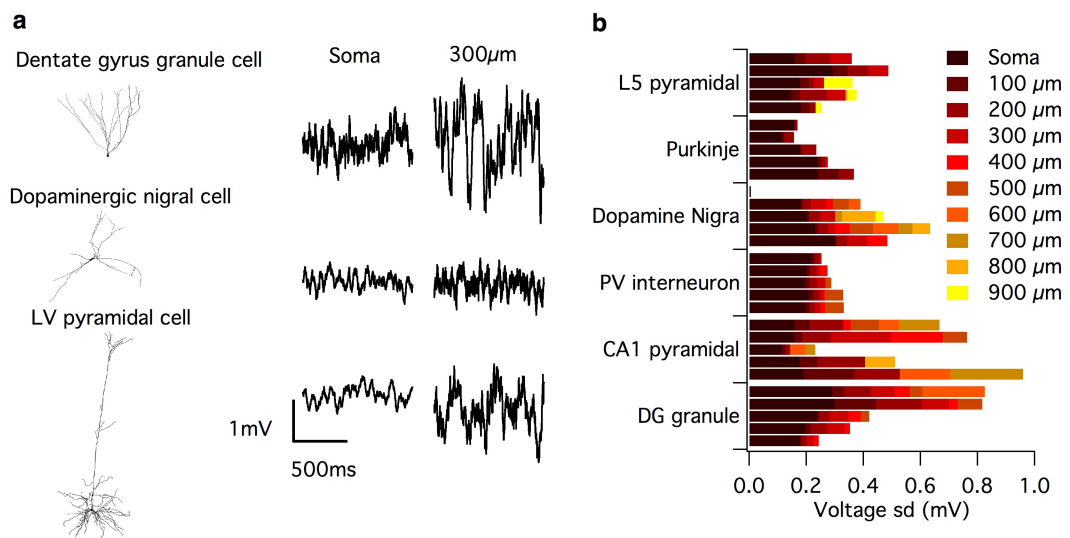 a
Dentate gyrus granule cell
Soma
300µm
Dopaminergic nigral cell
LV pyramidal cell
1mV
500ms
b
L5 pyramidal
Purkinje
Dopamine Nigra
PV interneuron
CA1 pyramidal
DG granule
Soma
100 µm
200 µm
300 µm
400 µm
500 µm
600 µm
700 µm
800 µm
900 µm
0.0 0.2 0.4 0.6 0.8 1.0
Voltage sd (mV)